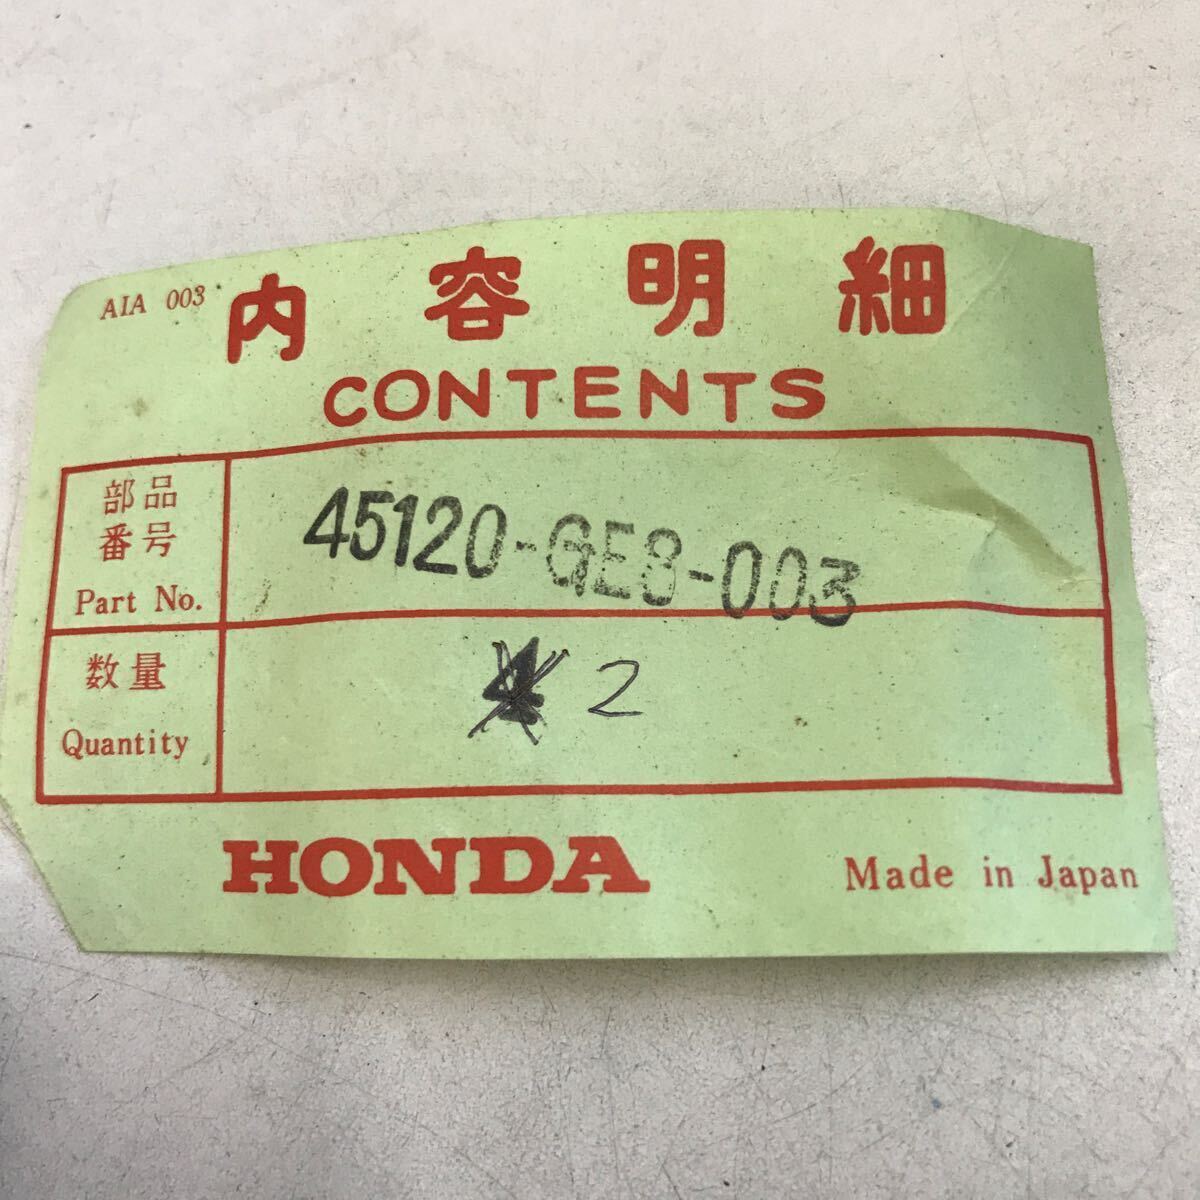 AIA 003
内容明細
CONTENTS
部品
番号
Part No.
45120-GE8-003
数量
Quantity
2
HONDA
Made in Japan